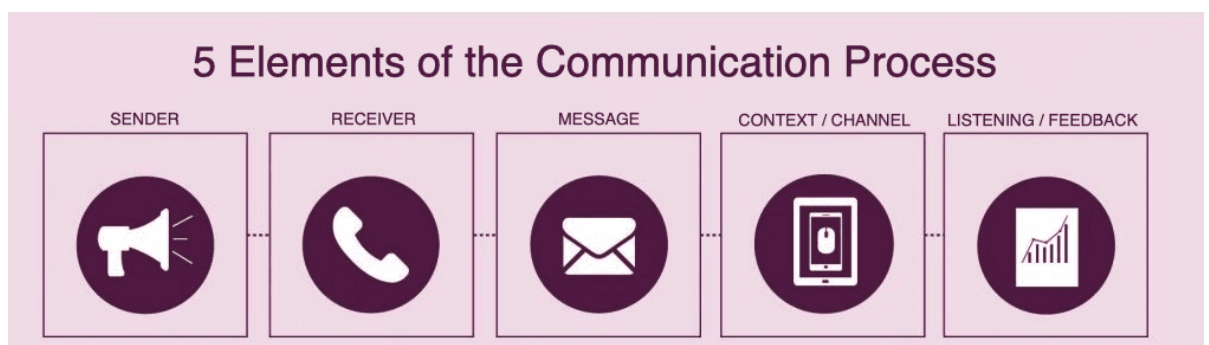 5 Elements of the Communication Process
SENDER
RECEIVER
MESSAGE
CONTEXT / CHANNEL
LISTENING / FEEDBACK